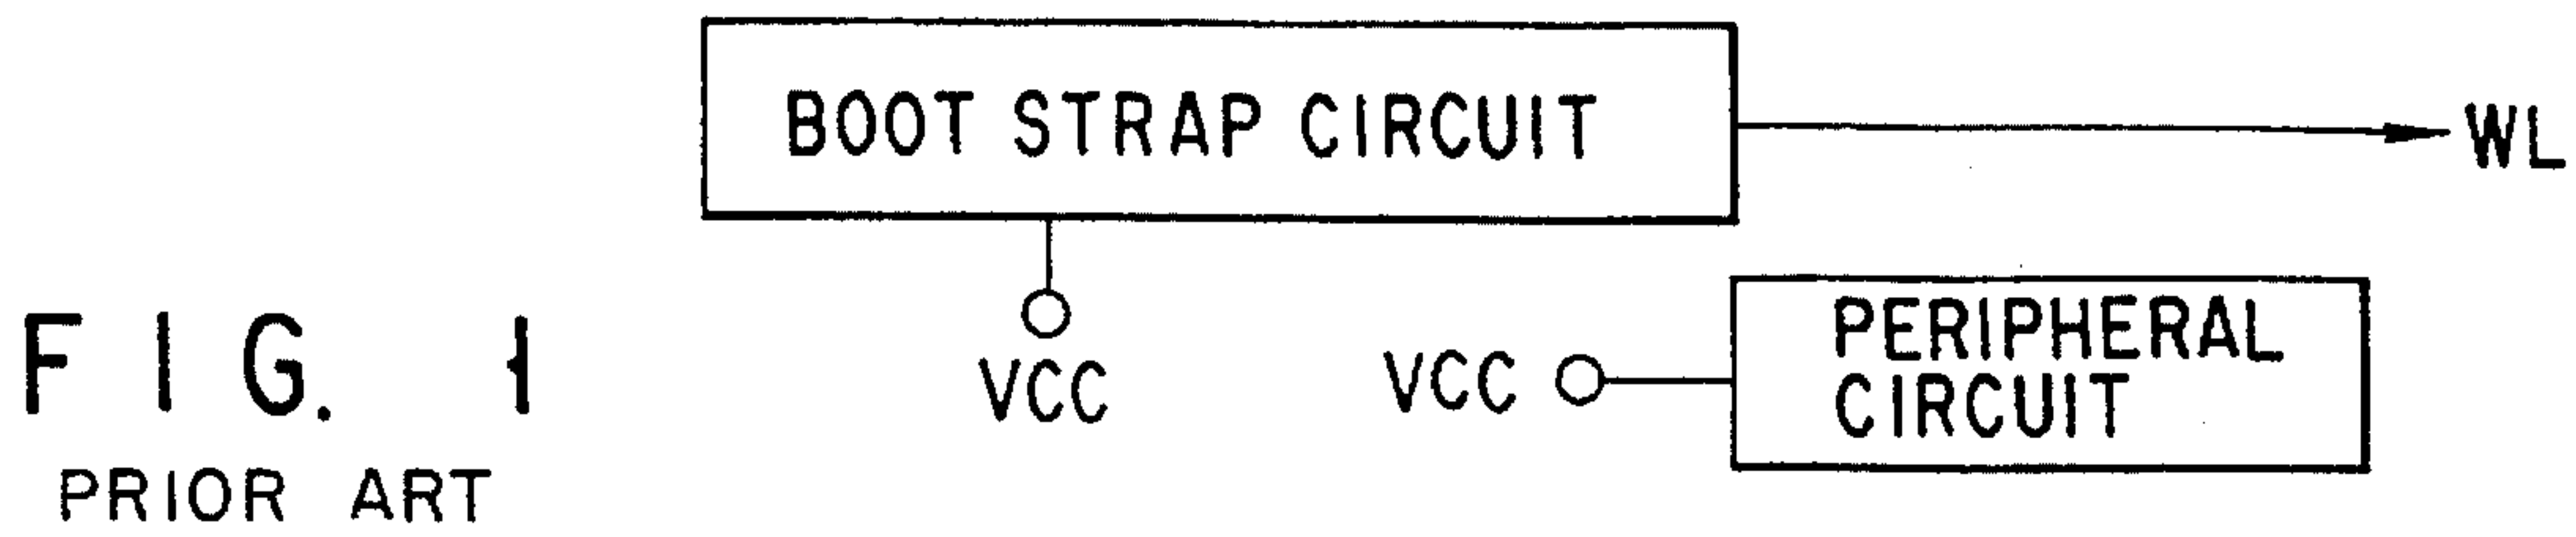 BOOT STRAP CIRCUIT
WL
VCC
VCC
PERIPHERAL
CIRCUIT
FIG. 1
PRIOR ART